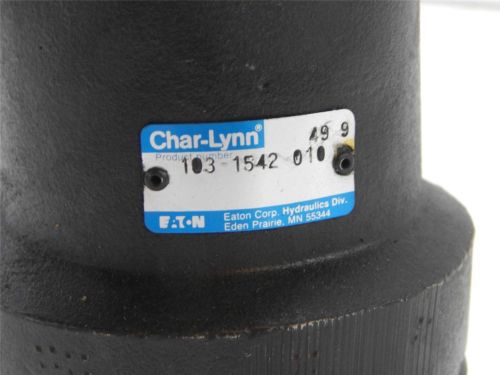 Char-Lynn®
49 9
Product number
103-1542 010
EATON Eaton Corp. Hydraulics Div.
Eden Prairie, MN 55344